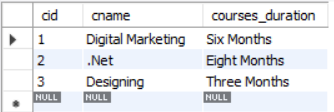 cid cname courses_duration
1 Digital Marketing Six Months
2 .Net Eight Months
3 Designing Three Months
NULL NULL NULL